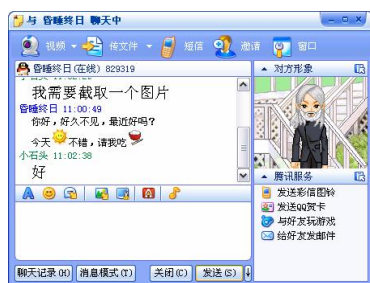 与 昏睡终日 聊天中
视频 传文件 短信 邀请 窗口
昏睡终日(在线) 829319
我需要截取一个图片
昏睡终日 11:00:49
你好，好久不见，最近好吗？
今天 不错，请我吃
小石头 11:02:38
好
聊天记录(H) 消息模式(T) 关闭(C) 发送(S)
对方形象
腾讯服务
发送彩信图铃
发送QQ贺卡
与好友玩游戏
给好友发邮件